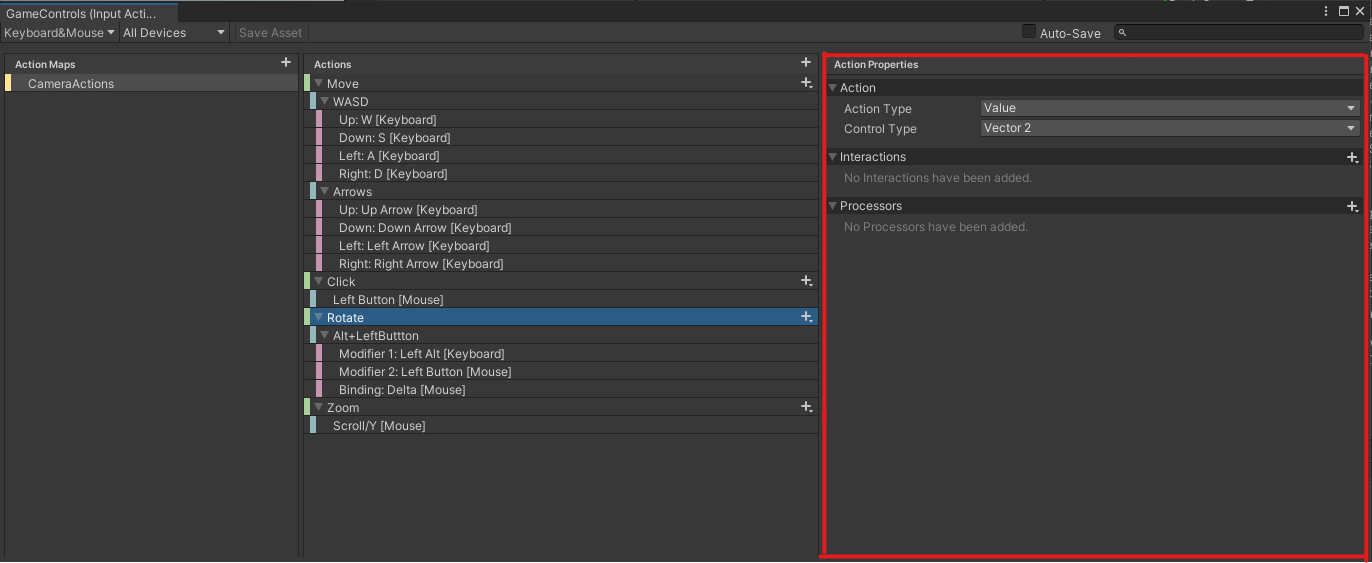 GameControls (Input Acti...
Keyboard&Mouse All Devices Save Asset Auto-Save
Action Maps
CameraActions
Actions
Move
WASD
Up: W [Keyboard]
Down: S [Keyboard]
Left: A [Keyboard]
Right: D [Keyboard]
Arrows
Up: Up Arrow [Keyboard]
Down: Down Arrow [Keyboard]
Left: Left Arrow [Keyboard]
Right: Right Arrow [Keyboard]
Click
Left Button [Mouse]
Rotate
Alt+LeftButtton
Modifier 1: Left Alt [Keyboard]
Modifier 2: Left Button [Mouse]
Binding: Delta [Mouse]
Zoom
Scroll/Y [Mouse]
Action Properties
Action
Action Type Value
Control Type Vector 2
Interactions
No Interactions have been added.
Processors
No Processors have been added.